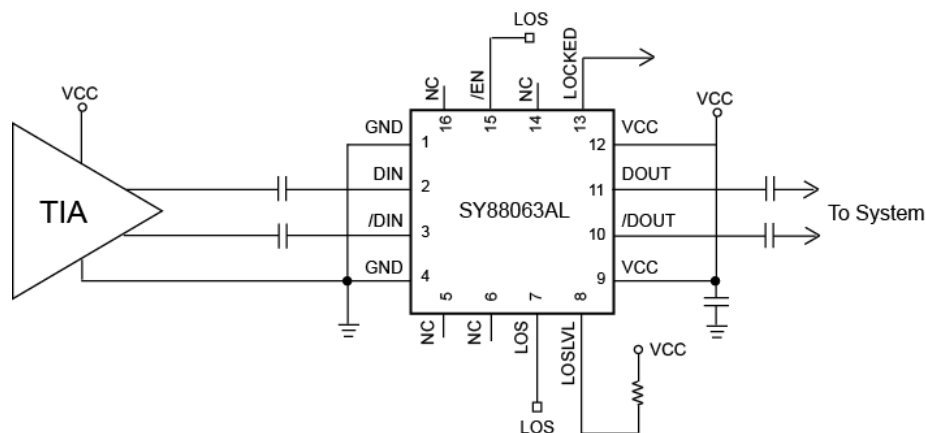 LOS
VCC
NC
/EN
NC
LOCKED
VCC
GND
16
15
14
13
VCC
1
12
DIN
2
11
DOUT
TIA
SY88063AL
To System
/DIN
3
10
/DOUT
GND
4
9
VCC
5
6
7
8
NC
NC
LOS
LOSLVL
VCC
LOS